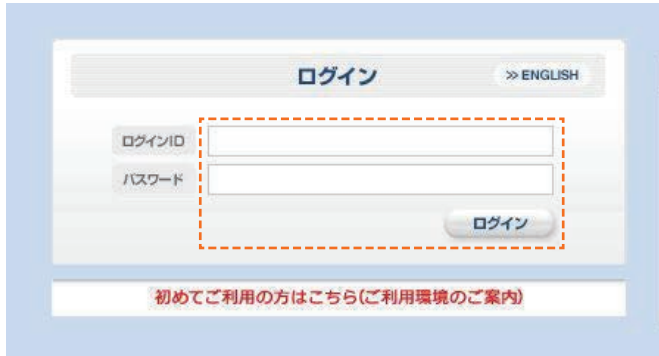 ログイン
≫ ENGLISH
ログインID
パスワード
ログイン
初めてご利用の方はこちら(ご利用環境のご案内)